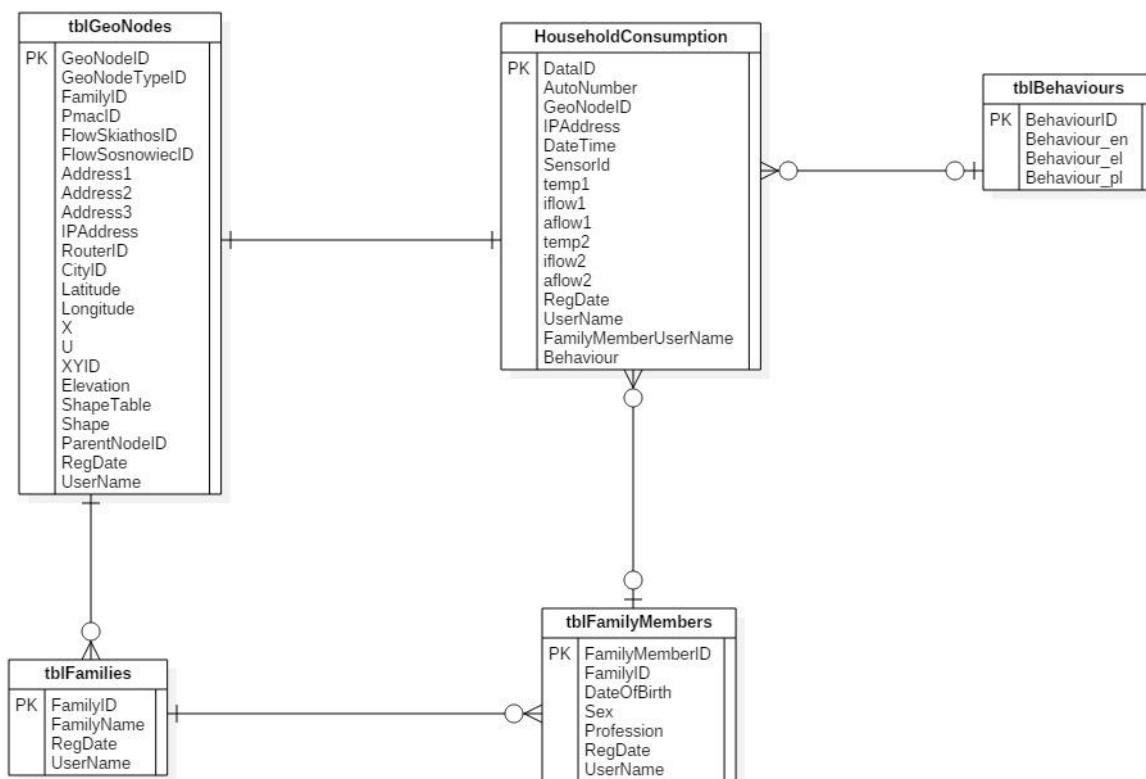 tblGeoNodes
PK GeoNodeID
GeoNodeTypeID
FamilyID
PmacID
FlowSkiathosID
FlowSosnowiecID
Address1
Address2
Address3
IPAddress
RouterID
CityID
Latitude
Longitude
X
U
XYID
Elevation
ShapeTable
Shape
ParentNodeID
RegDate
UserName
HouseholdConsumption
PK DataID
AutoNumber
GeoNodeID
IPAddress
DateTime
SensorId
temp1
iflow1
aflow1
temp2
iflow2
aflow2
RegDate
UserName
FamilyMemberUserName
Behaviour
tblBehaviours
PK BehaviourID
Behaviour_en
Behaviour_el
Behaviour_pl
tblFamilies
PK FamilyID
FamilyName
RegDate
UserName
tblFamilyMembers
PK FamilyMemberID
FamilyID
DateOfBirth
Sex
Profession
RegDate
UserName